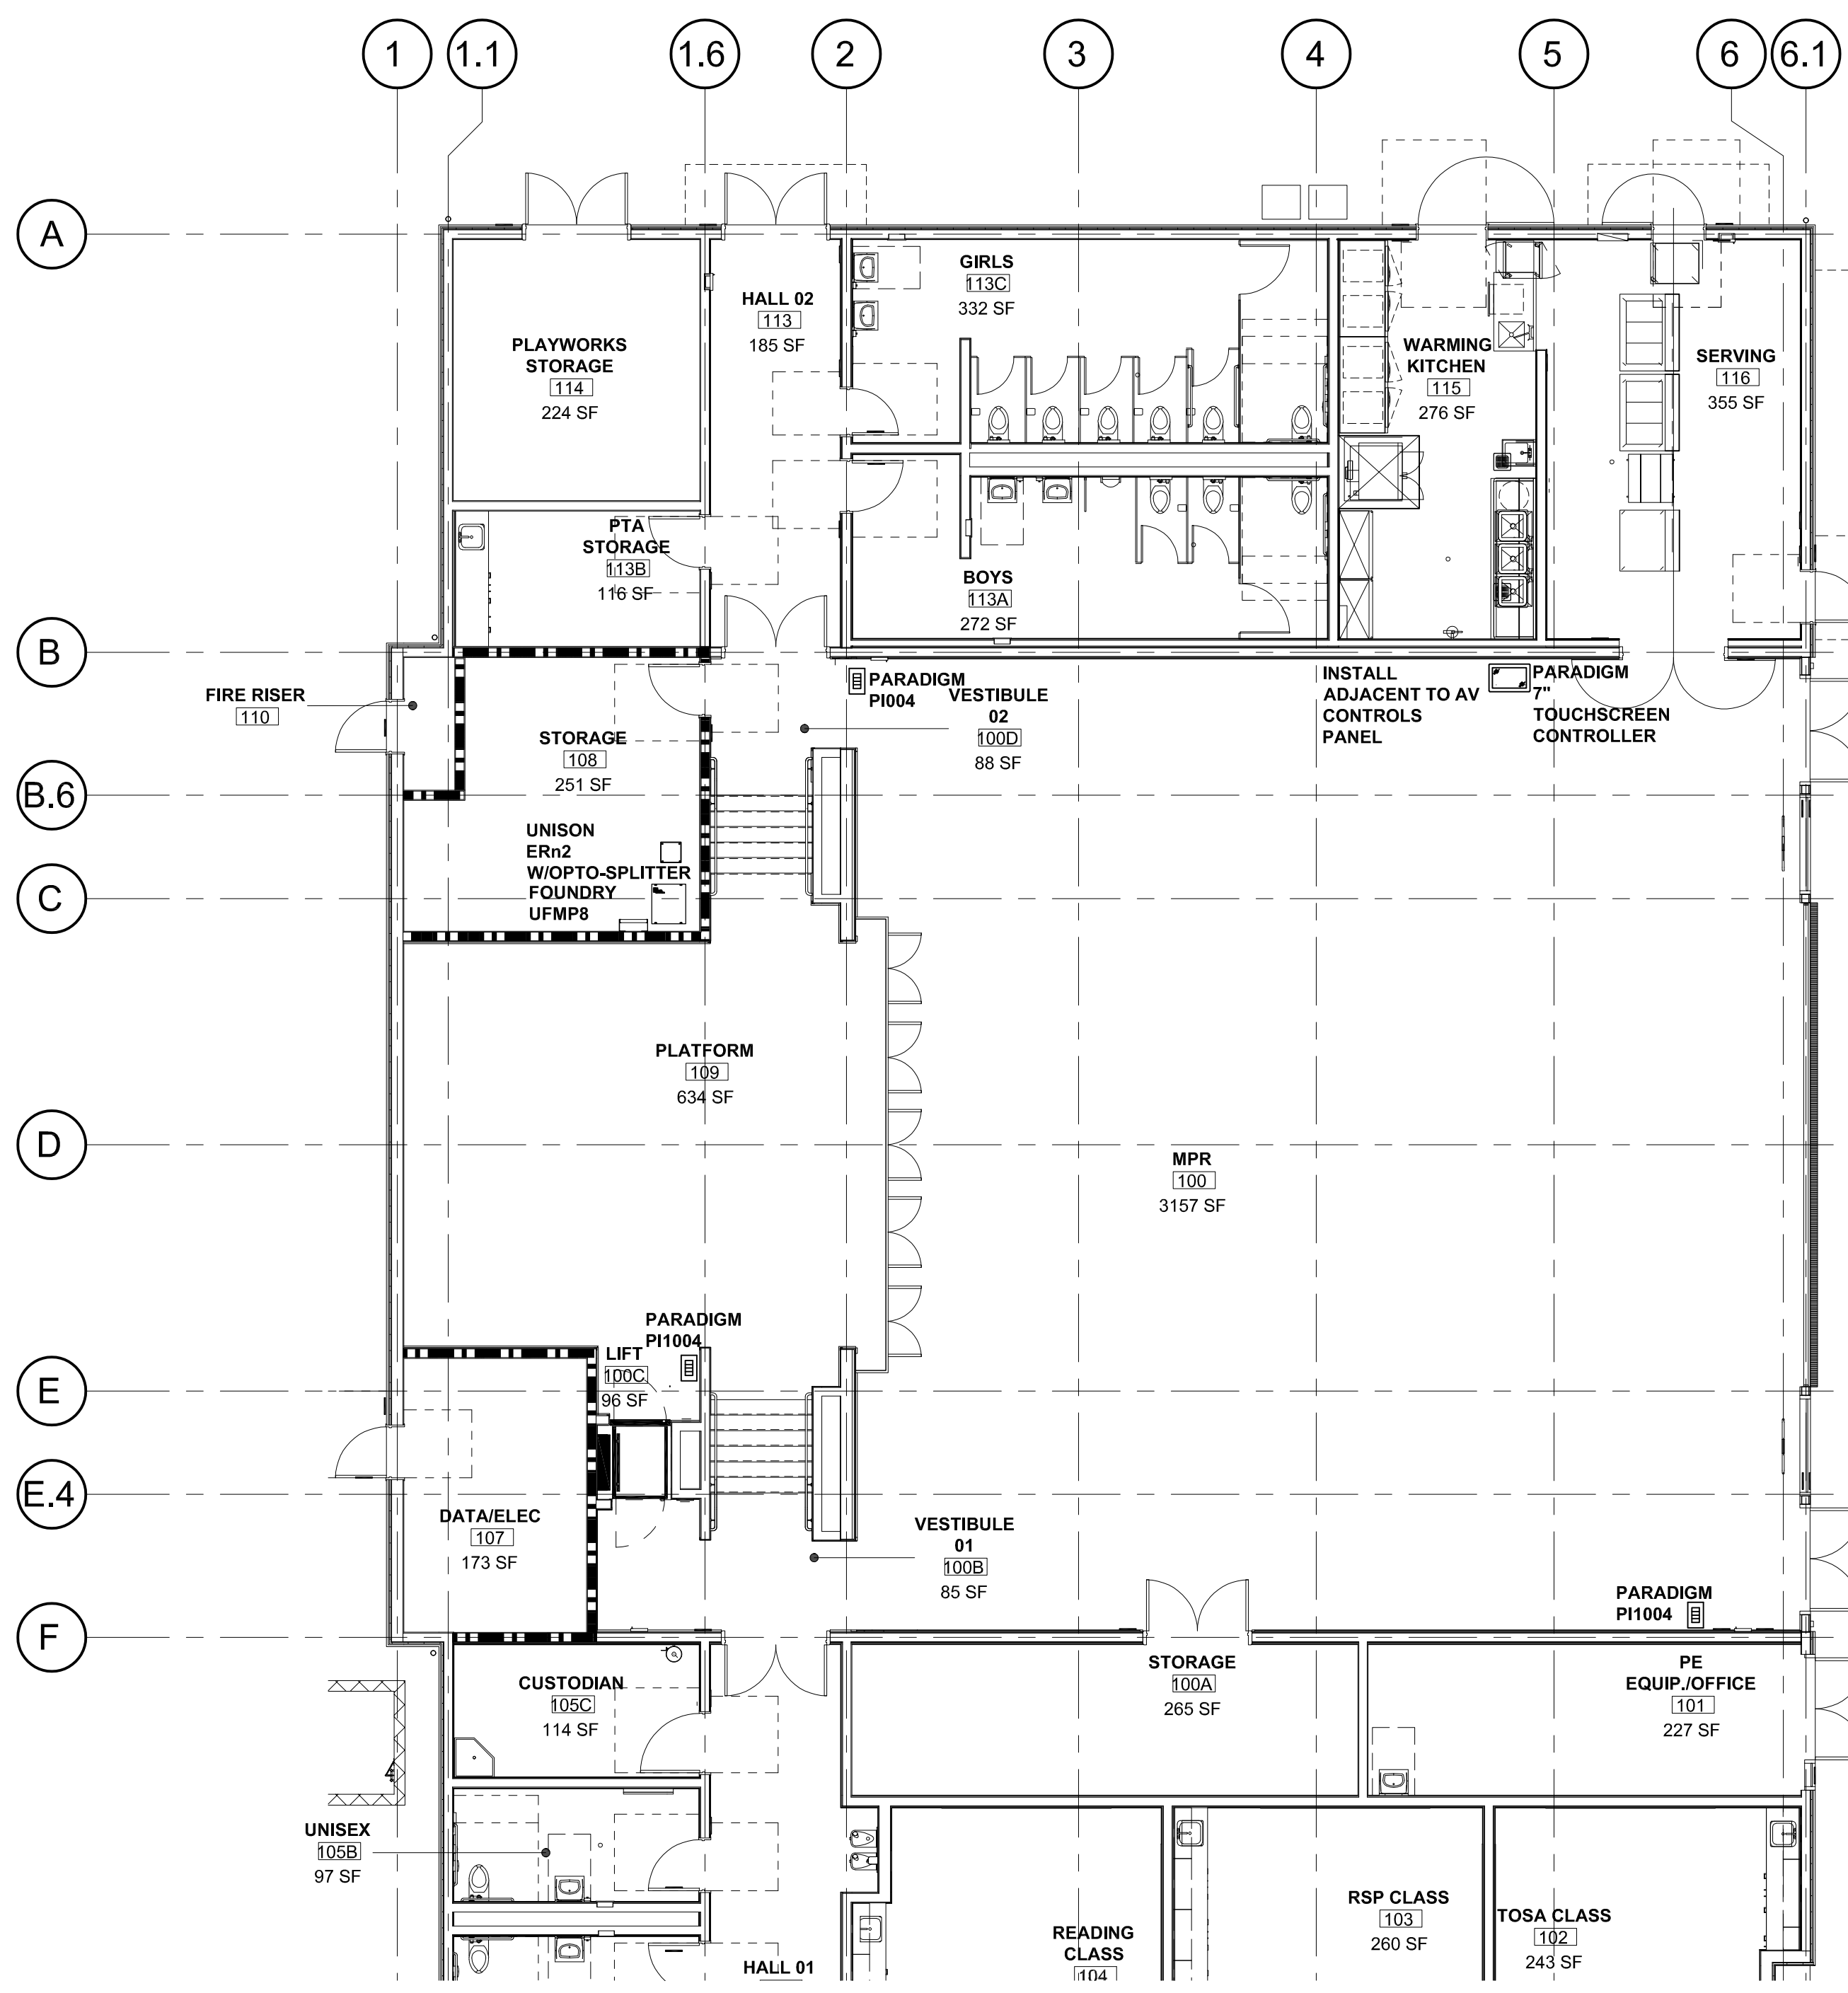 1
1.1
1.6
2
3
4
5
6
6.1
A
GIRLS
113C
332 SF
HALL 02
113
185 SF
PLAYWORKS
STORAGE
114
224 SF
WARMING
KITCHEN
115
276 SF
SERVING
116
355 SF
PTA
STORAGE
113B
116 SF
BOYS
113A
272 SF
B
FIRE RISER
110
PARADIGM
PI004
VESTIBULE
02
100D
88 SF
INSTALL
ADJACENT TO AV
CONTROLS
PANEL
PARADIGM
7"
TOUCHSCREEN
CONTROLLER
STORAGE
108
251 SF
B.6
UNISON
ERn2
W/OPTO-SPLITTER
FOUNDRY
UFMP8
C
PLATFORM
109
634 SF
D
MPR
100
3157 SF
PARADIGM
PI1004
LIFT
100C
96 SF
E
E.4
DATA/ELEC
107
173 SF
VESTIBULE
01
100B
85 SF
PARADIGM
PI1004
F
CUSTODIAN
105C
114 SF
STORAGE
100A
265 SF
PE
EQUIP./OFFICE
101
227 SF
UNISEX
105B
97 SF
READING
CLASS
104
RSP CLASS
103
260 SF
TOSA CLASS
102
243 SF
HALL 01